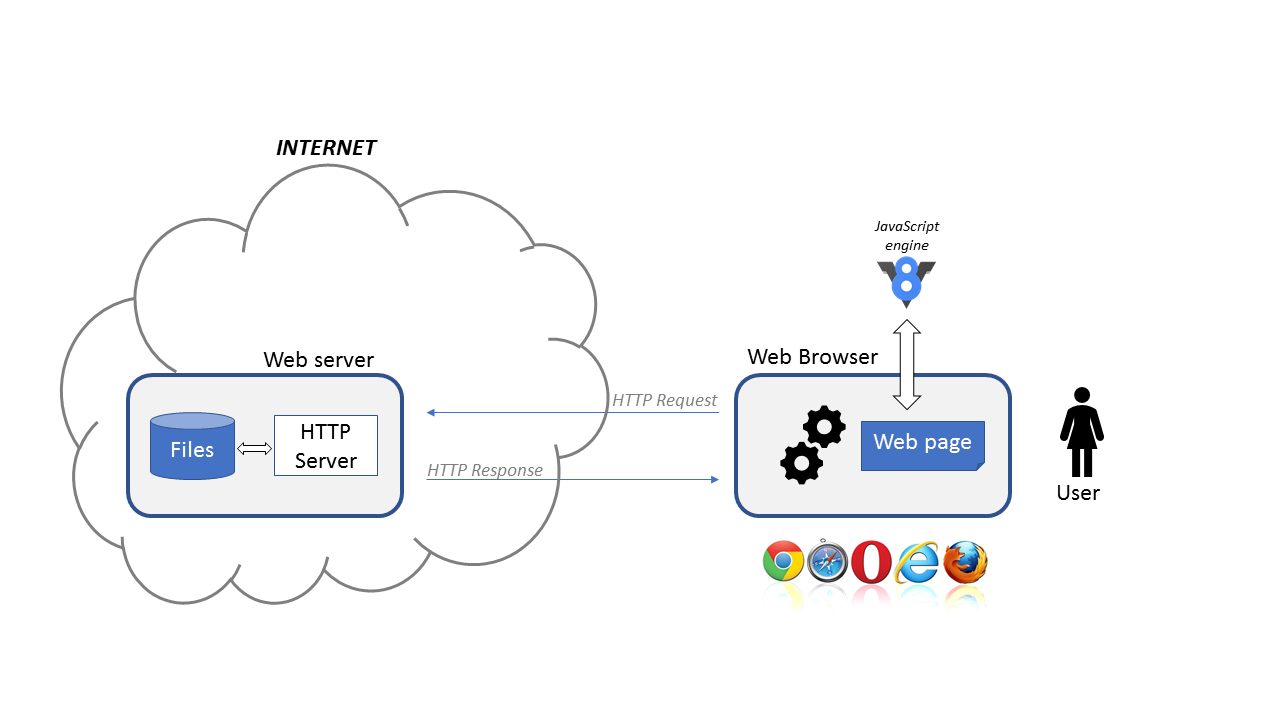 INTERNET
JavaScript
engine
Web server
Web Browser
HTTP Request
Files
HTTP
Server
Web page
HTTP Response
User